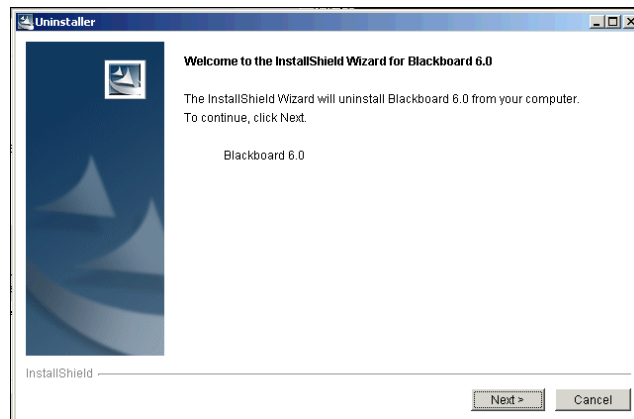 Uninstaller
Welcome to the InstallShield Wizard for Blackboard 6.0
The InstallShield Wizard will uninstall Blackboard 6.0 from your computer.
To continue, click Next.
Blackboard 6.0
InstallShield
Next >
Cancel